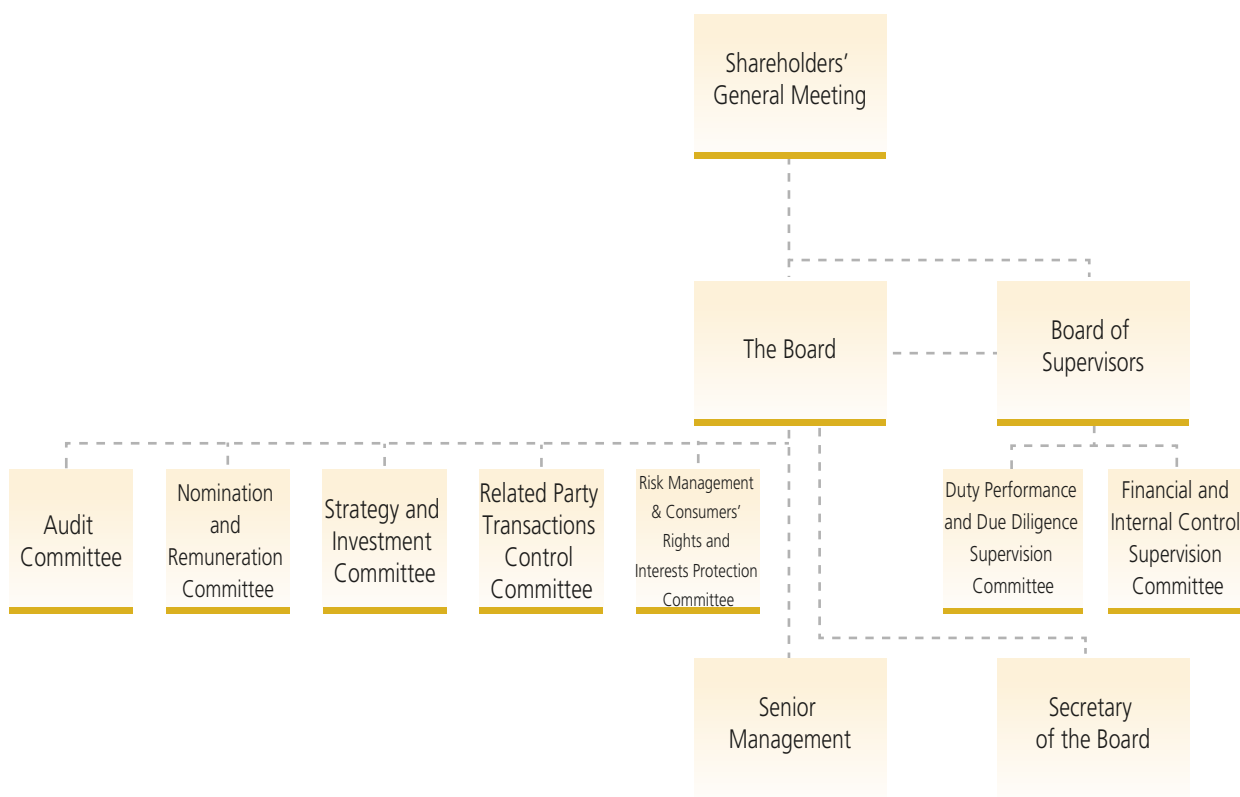 Shareholders’
General Meeting
The Board
Board of
Supervisors
Audit
Committee
Nomination
and
Remuneration
Committee
Strategy and
Investment
Committee
Related Party
Transactions
Control
Committee
Risk Management
& Consumers’
Rights and
Interests Protection
Committee
Duty Performance
and Due Diligence
Supervision
Committee
Financial and
Internal Control
Supervision
Committee
Senior
Management
Secretary
of the Board